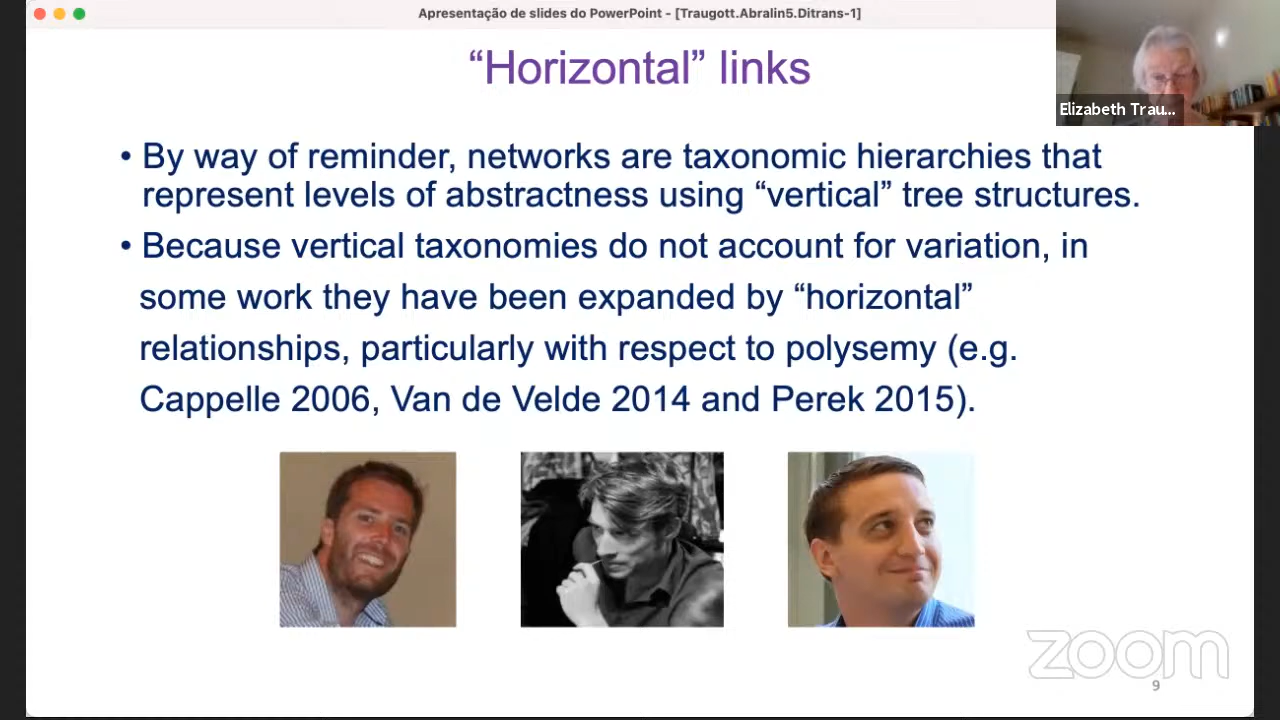 Apresentação de slides do PowerPoint - [Traugott.Abralin5.Ditrans-1]
Elizabeth Trau...
“Horizontal” links
• By way of reminder, networks are taxonomic hierarchies that
represent levels of abstractness using “vertical” tree structures.
• Because vertical taxonomies do not account for variation, in
some work they have been expanded by “horizontal”
relationships, particularly with respect to polysemy (e.g.
Cappelle 2006, Van de Velde 2014 and Perek 2015).
zoom
9